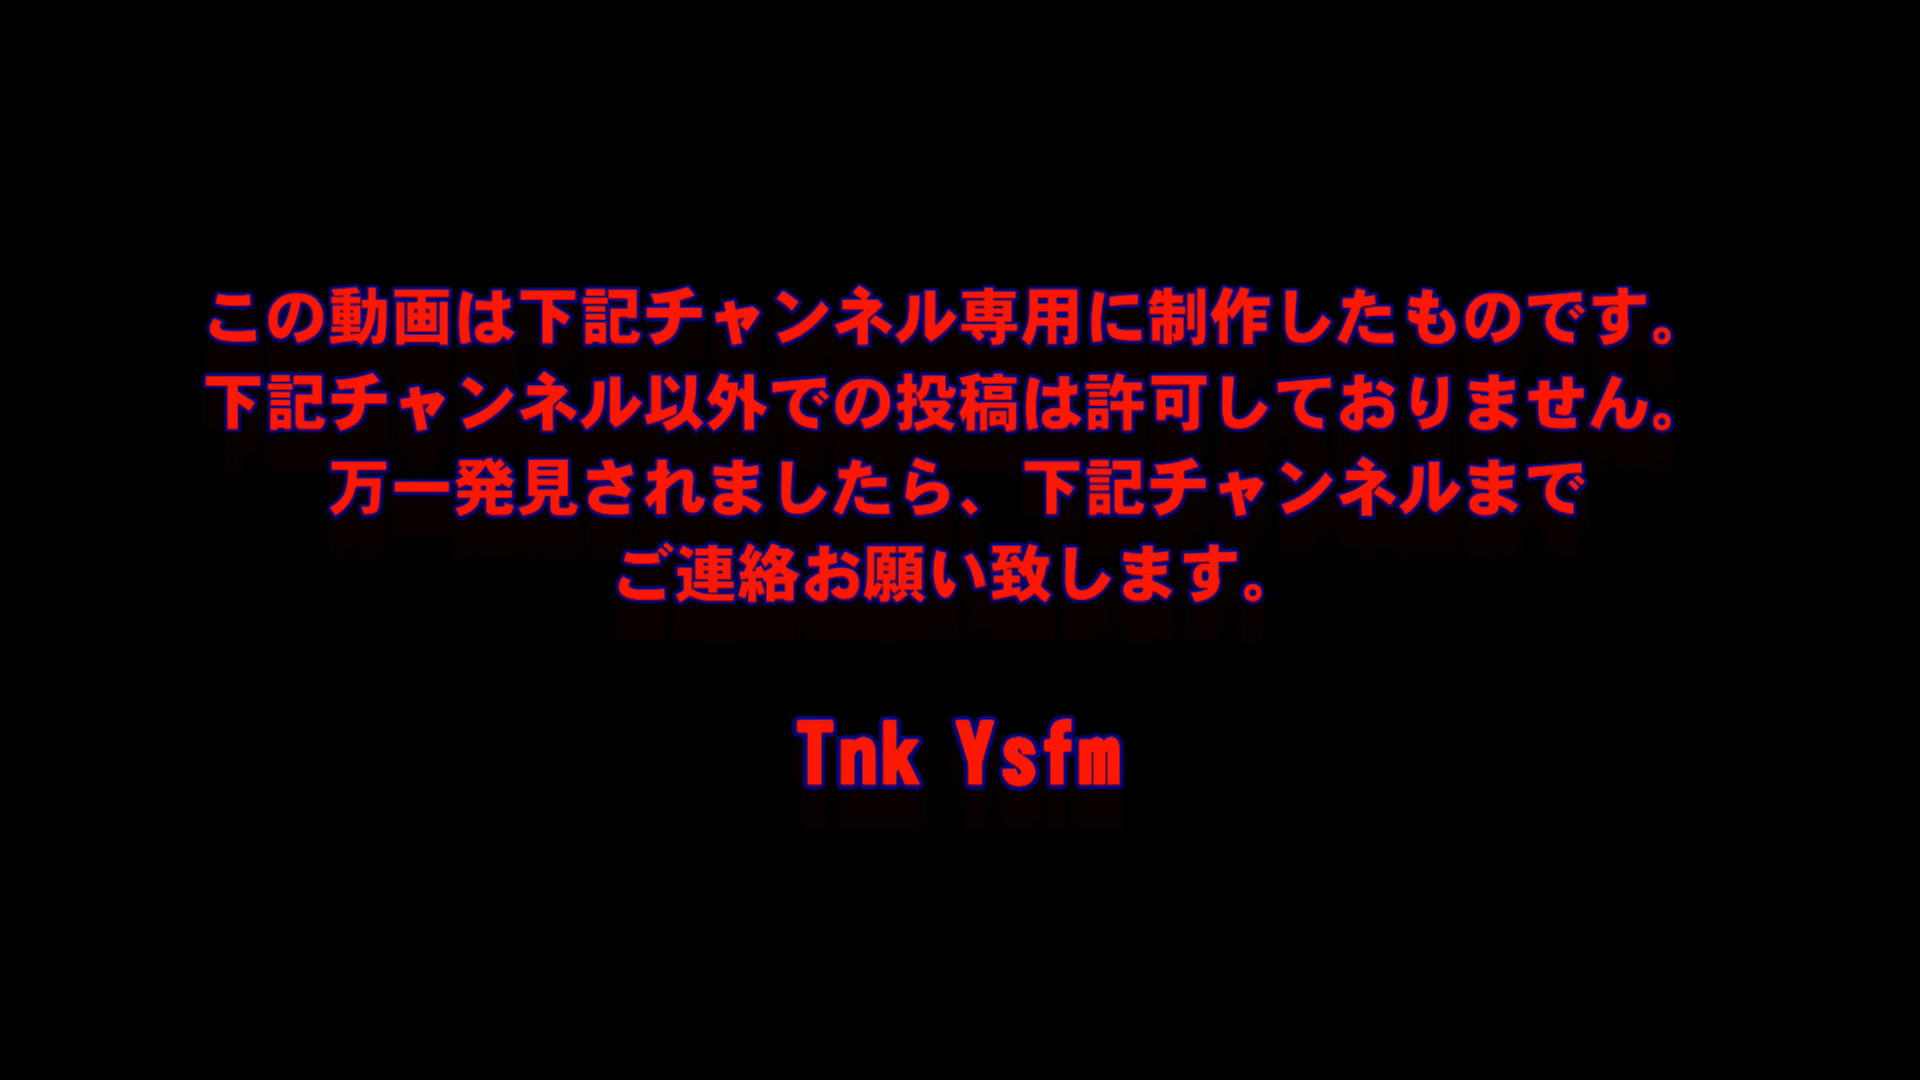 この動画は下記チャンネル専用に制作したものです。
下記チャンネル以外での投稿は許可しておりません。
万一発見されましたら、下記チャンネルまで
ご連絡お願い致します。
Tnk Ysfm